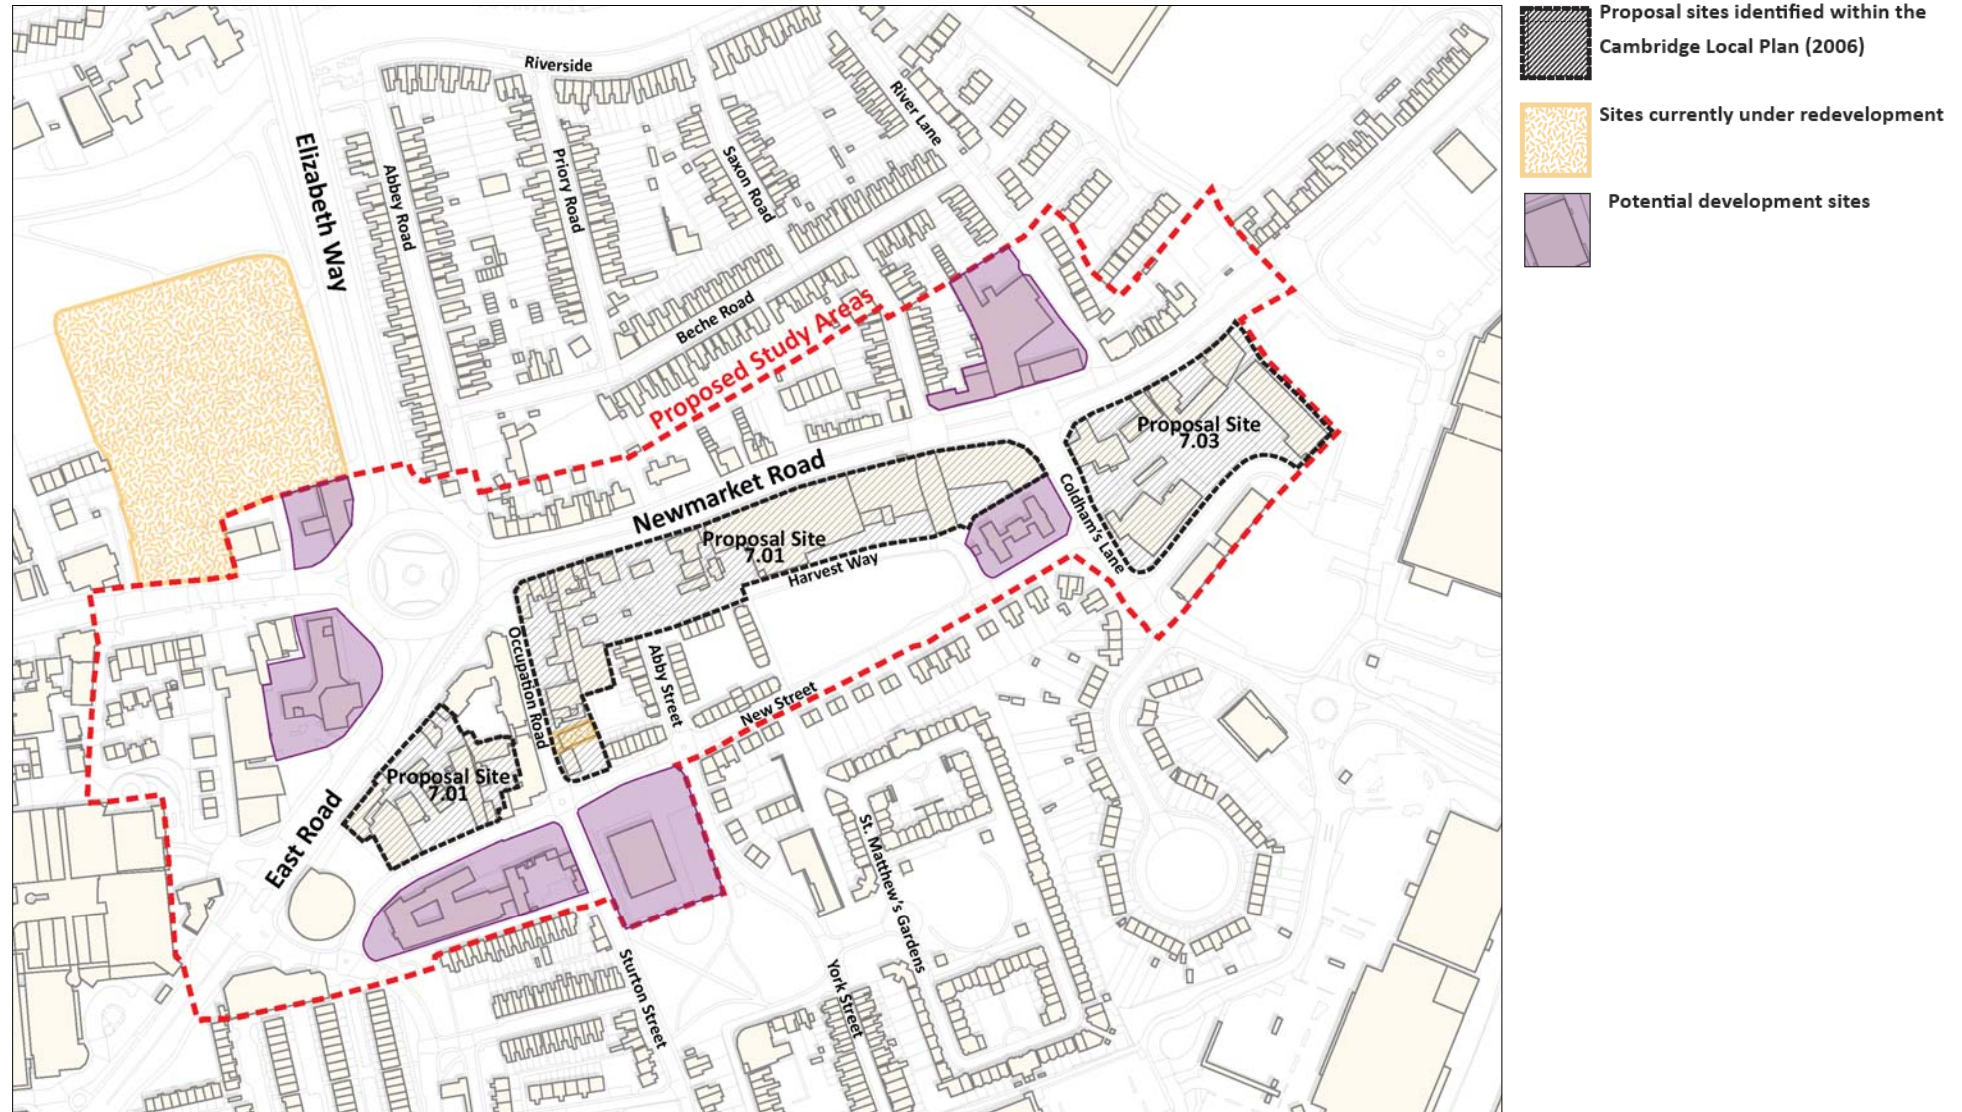 Proposal sites identified within the
Cambridge Local Plan (2006)
Sites currently under redevelopment
Potential development sites
Riverside
River Lane
Elizabeth Way
Abbey Road
Priory Road
Saxon Road
Beche Road
Proposed Study Areas
Proposal Site
7.03
Newmarket Road
Coldham's Lane
Proposal Site
7.01
Harvest Way
Occupation Road
Abby Street
New Street
Proposal Site
7.01
East Road
St. Matthew's Gardens
Sturton Street
York Street